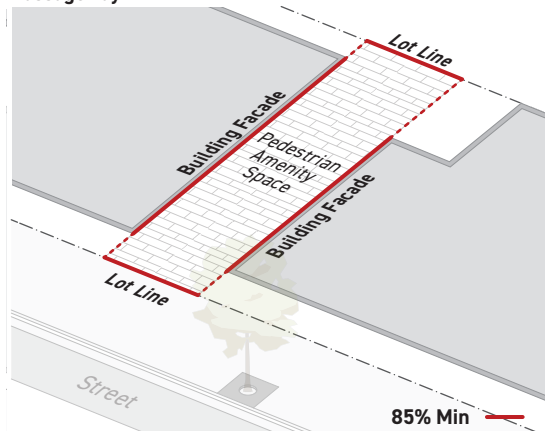 Lot Line
Building Facade
Pedestrian
Amenity
Space
Building Facade
Lot Line
Street
85% Min